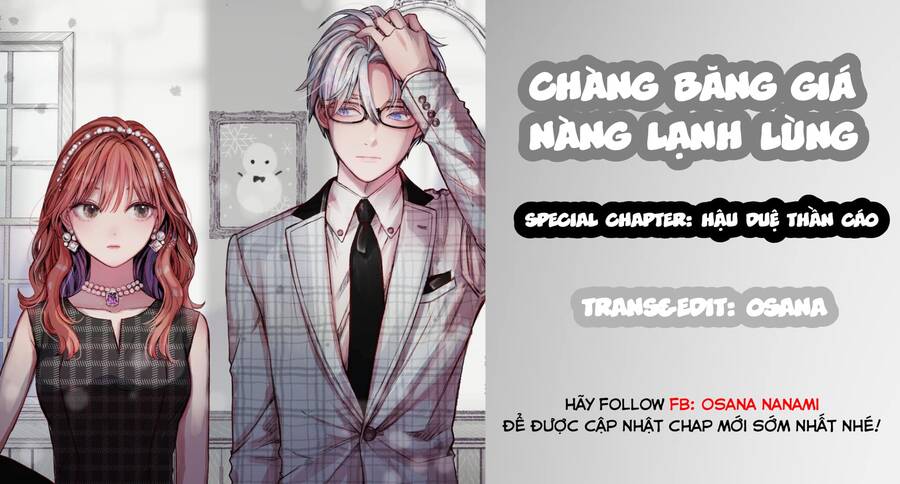 CHÀNG BĂNG GIÁ
NÀNG LẠNH LÙNG
SPECIAL CHAPTER: HẬU DUỆ THẦN CÁO
TRANS&EDIT: OSANA
HÃY FOLLOW FB: OSANA NANAMI
ĐỂ ĐƯỢC CẬP NHẬT CHAP MỚI SỚM NHẤT NHÉ!